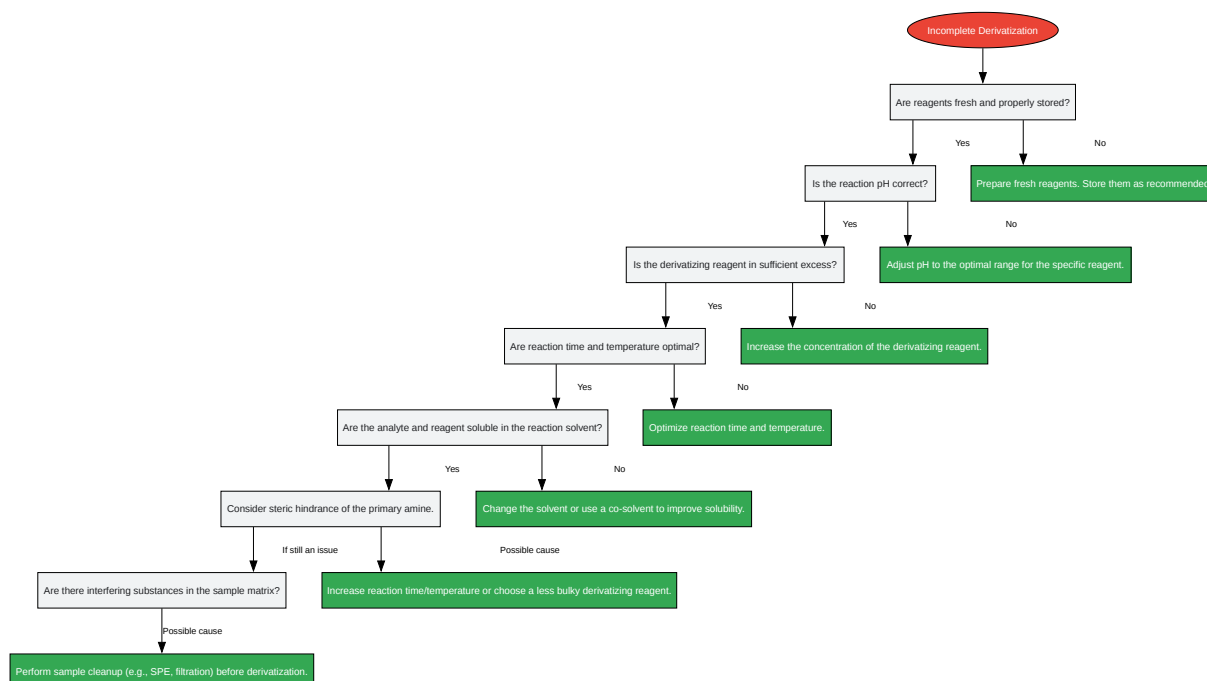 Incomplete Derivatization
Are reagents fresh and properly stored?
Yes
No
Is the reaction pH correct?
Prepare fresh reagents. Store them as recommended
Yes
No
Is the derivatizing reagent in sufficient excess?
Adjust pH to the optimal range for the specific reagent.
Yes
No
Are reaction time and temperature optimal?
Increase the concentration of the derivatizing reagent.
Yes
No
Are the analyte and reagent soluble in the reaction solvent?
Optimize reaction time and temperature.
Yes
No
Consider steric hindrance of the primary amine.
Change the solvent or use a co-solvent to improve solubility.
If still an issue
Possible cause
Are there interfering substances in the sample matrix?
Increase reaction time/temperature or choose a less bulky derivatizing reagent.
Possible cause
Perform sample cleanup (e.g., SPE, filtration) before derivatization.